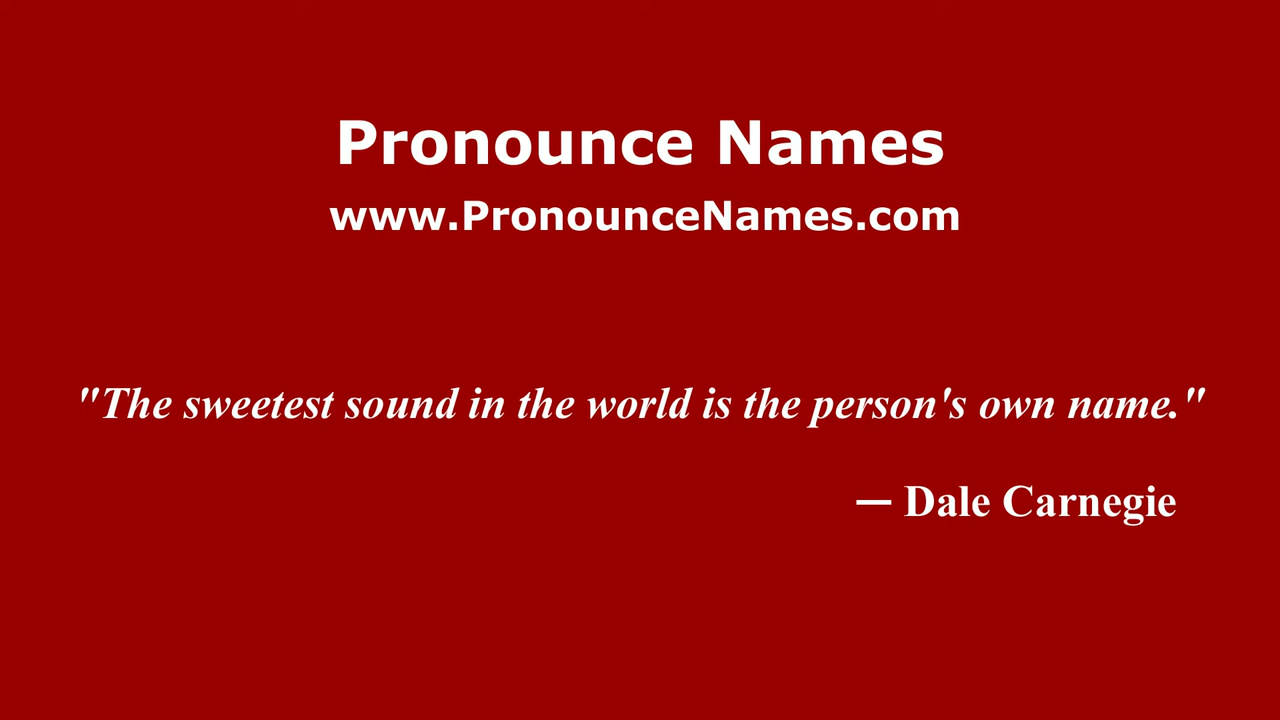 Pronounce Names
www.PronounceNames.com
"The sweetest sound in the world is the person's own name."
— Dale Carnegie